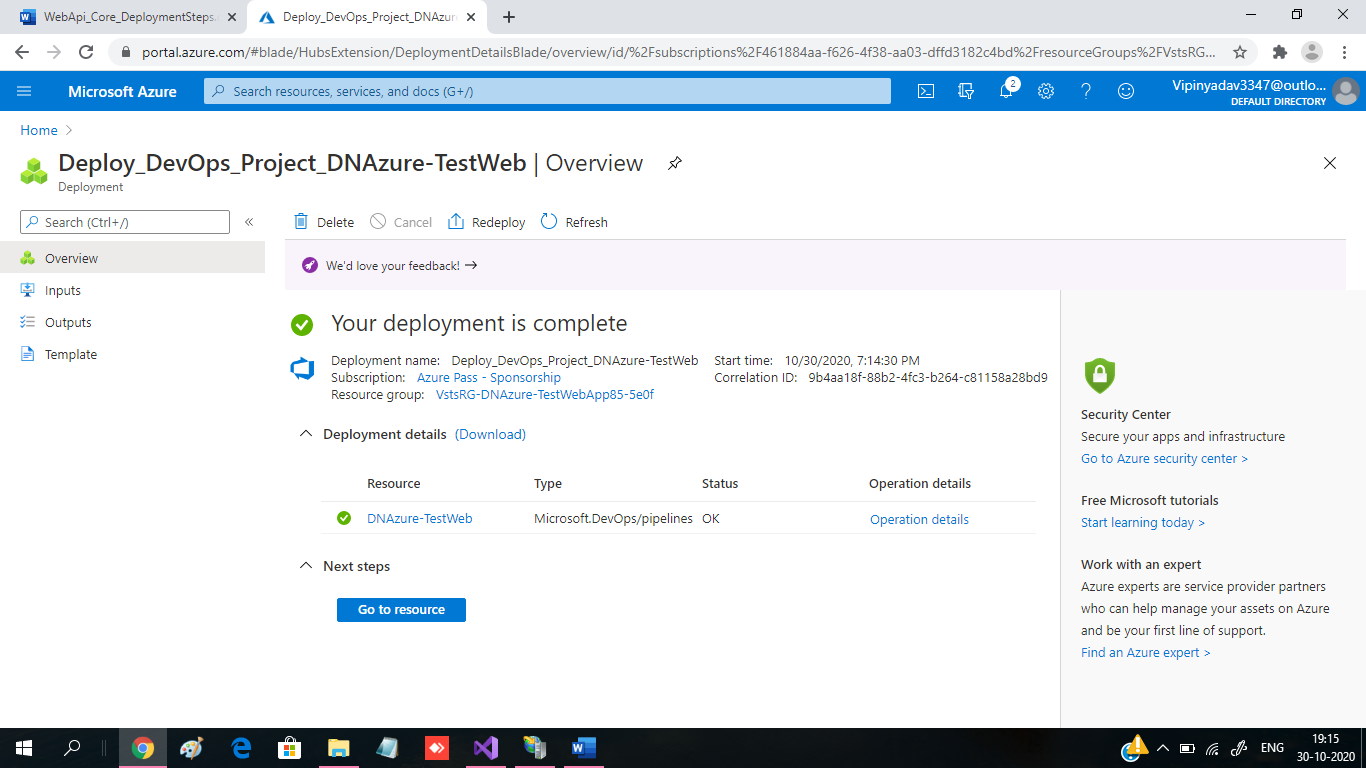 WebApi_Core_DeploymentSteps.
Deploy_DevOps_Project_DNAzur
portal.azure.com/#blade/HubsExtension/DeploymentDetailsBlade/overview/id/%2Fsubscriptions%2F461884aa-f626-4f38-aa03-dffd3182c4bd%2FresourceGroups%2FVstsRG...
Microsoft Azure
Search resources, services, and docs (G+/)
2
Vipinyadav3347@outlo...
DEFAULT DIRECTORY
Home
Deploy_DevOps_Project_DNAzure-TestWeb | Overview
Deployment
Search (Ctrl+/)
«
Delete
Cancel
Redeploy
Refresh
Overview
Inputs
Outputs
Template
We'd love your feedback! →
Your deployment is complete
Deployment name: Deploy_DevOps_Project_DNAzure-TestWeb
Subscription: Azure Pass - Sponsorship
Resource group: VstsRG-DNAzure-TestWebApp85-5e0f
Start time: 10/30/2020, 7:14:30 PM
Correlation ID: 9b4aa18f-88b2-4fc3-b264-c81158a28bd9
Deployment details (Download)
Resource Type Status Operation details
DNAzure-TestWeb Microsoft.DevOps/pipelines OK Operation details
Next steps
Go to resource
Security Center
Secure your apps and infrastructure
Go to Azure security center >
Free Microsoft tutorials
Start learning today >
Work with an expert
Azure experts are service provider partners
who can help manage your assets on Azure
and be your first line of support.
Find an Azure expert >
ENG
19:15
30-10-2020